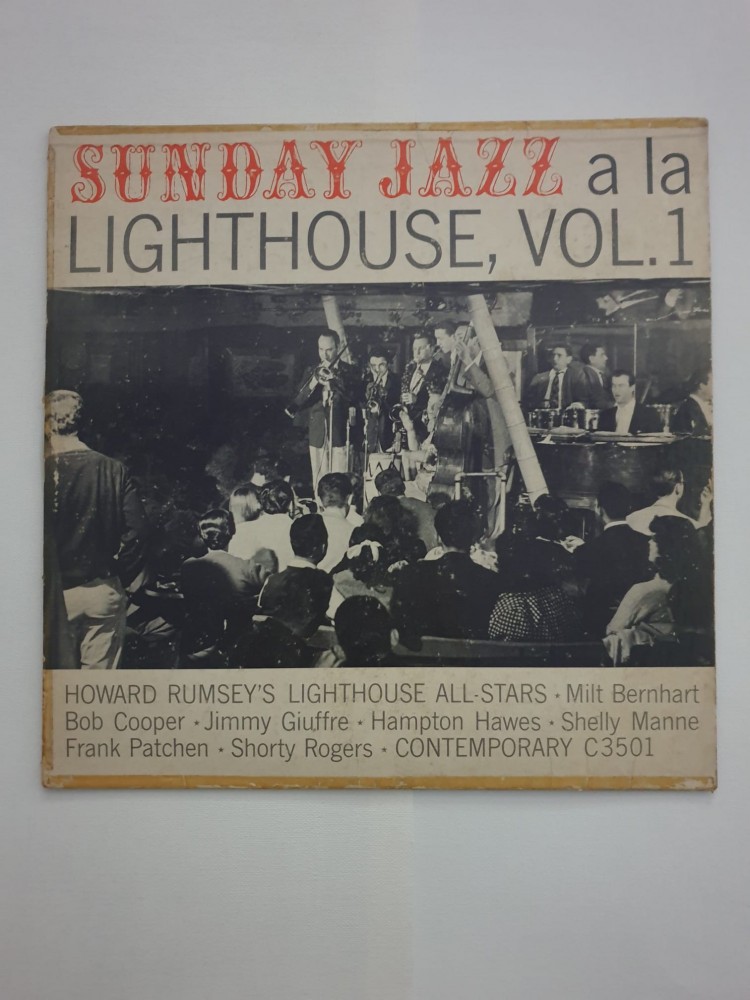 SUNDAY JAZZ a la
LIGHTHOUSE, VOL.1
HOWARD RUMSEY'S LIGHTHOUSE ALL-STARS · Milt Bernhart
Bob Cooper · Jimmy Giuffre · Hampton Hawes · Shelly Manne
Frank Patchen · Shorty Rogers · CONTEMPORARY C3501